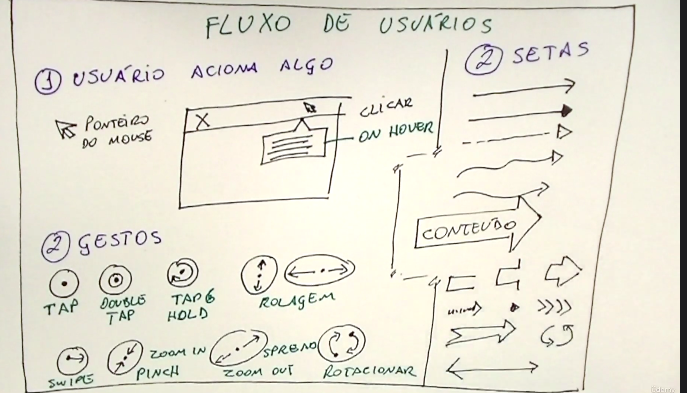 FLUXO DE USUÁRIOS
1 USUÁRIO ACIONA ALGO
PONTEIRO
DO MOUSE
X
CLICAR
ON HOVER
2 GESTOS
TAP
DOUBLE
TAP
TAP &
HOLD
ROLAGEM
SWIPE
ZOOM IN
PINCH
SPREAD
ZOOM OUT
ROTACIONAR
2 SETAS
CONTEÚDO